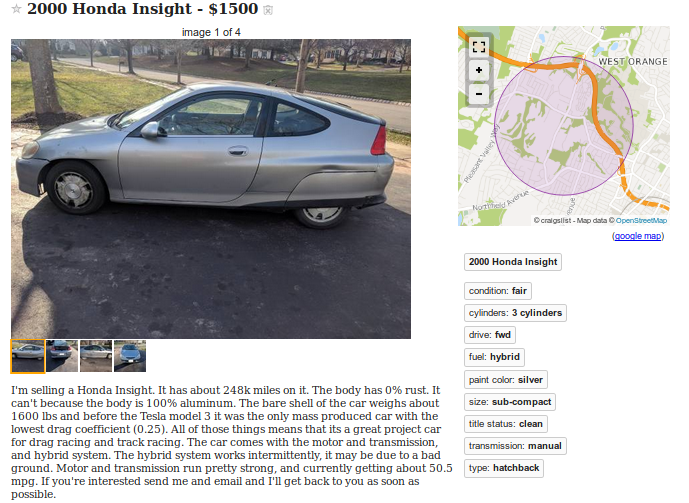 ☆ 2000 Honda Insight - $1500
image 1 of 4
WEST ORANGE
Pleasant Valley Way
Northfield Avenue
© craigslist - Map data © OpenStreetMap
(google map)
2000 Honda Insight
condition: fair
cylinders: 3 cylinders
drive: fwd
fuel: hybrid
paint color: silver
size: sub-compact
title status: clean
transmission: manual
type: hatchback
I'm selling a Honda Insight. It has about 248k miles on it. The body has 0% rust. It
can't because the body is 100% aluminum. The bare shell of the car weighs about
1600 lbs and before the Tesla model 3 it was the only mass produced car with the
lowest drag coefficient (0.25). All of those things means that its a great project car
for drag racing and track racing. The car comes with the motor and transmission,
and hybrid system. The hybrid system works intermittently, it may be due to a bad
ground. Motor and transmission run pretty strong, and currently getting about 50.5
mpg. If you're interested send me and email and I'll get back to you as soon as
possible.